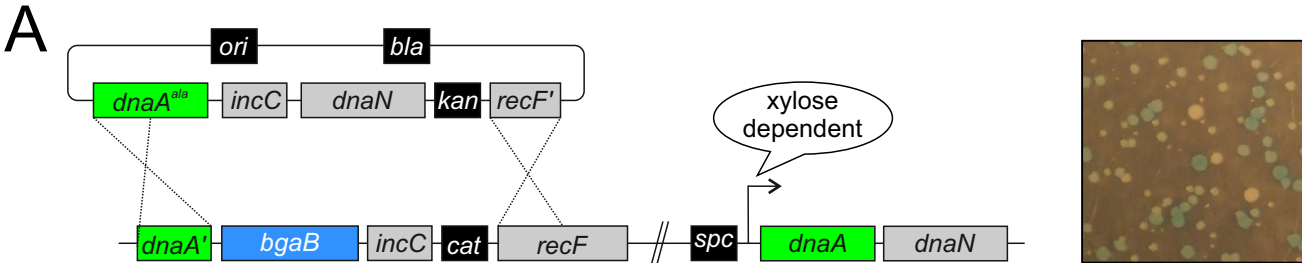 A
ori bla
dnaA^ala incC dnaN kan recF'
xylose
dependent
dnaA' bgaB incC cat recF spc dnaA dnaN